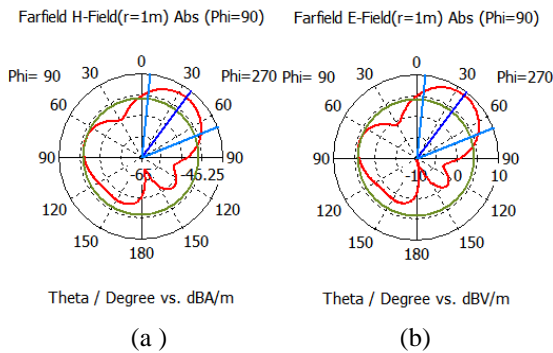 Farfield H-Field(r=1m) Abs (Phi=90)
Farfield E-Field(r=1m) Abs (Phi=90)
0
0
Phi= 90
30
30
Phi=270
Phi= 90
30
30
Phi=270
60
60
60
60
90
-46.25
90
90
-10
0
10
90
120
120
120
120
150
150
150
150
180
180
Theta / Degree vs. dBA/m
Theta / Degree vs. dBV/m
(a )
(b)